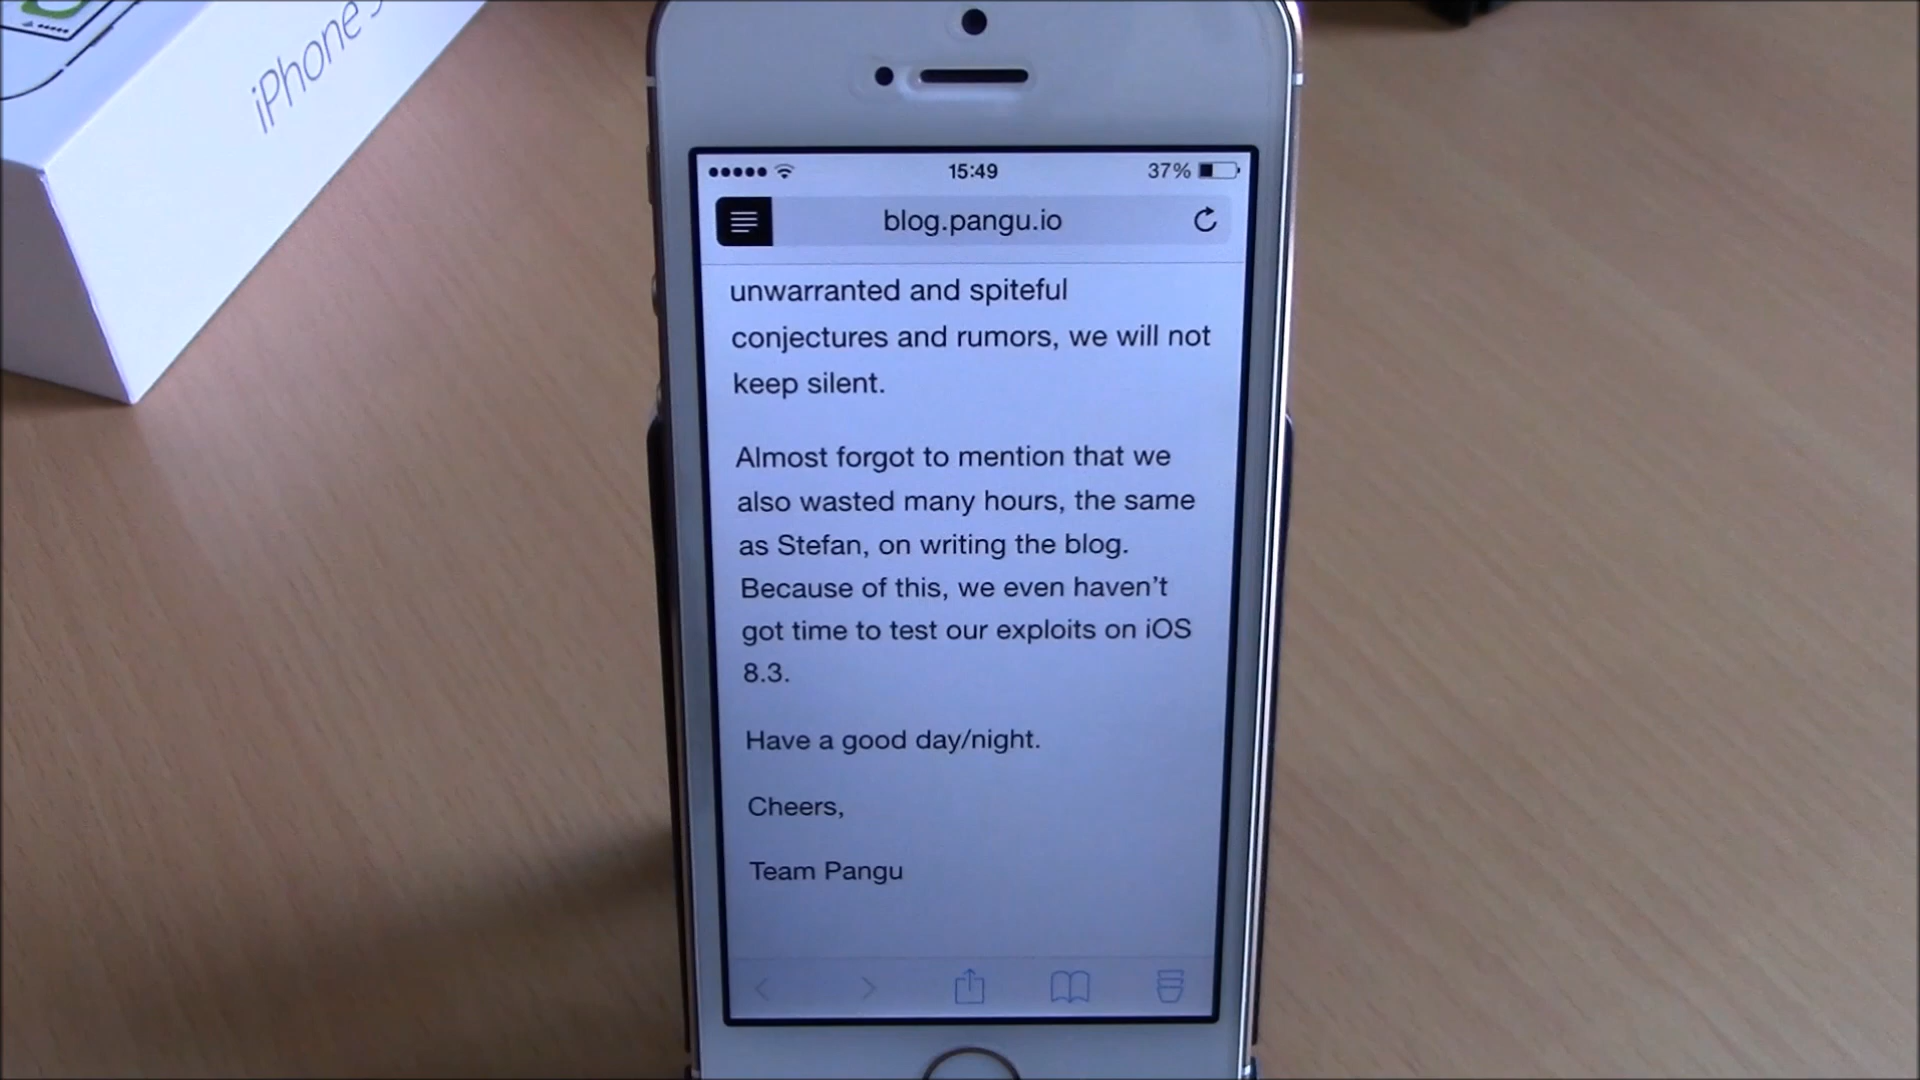 iPhone
15:49
37%
blog.pangu.io
unwarranted and spiteful
conjectures and rumors, we will not
keep silent.
Almost forgot to mention that we
also wasted many hours, the same
as Stefan, on writing the blog.
Because of this, we even haven't
got time to test our exploits on iOS
8.3.
Have a good day/night.
Cheers,
Team Pangu